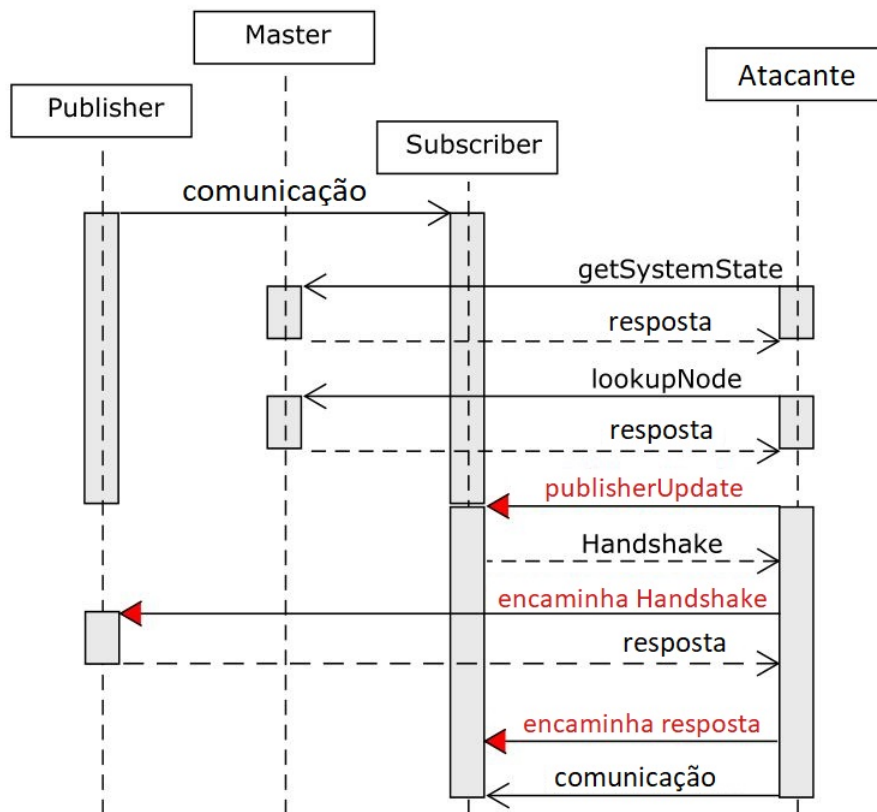 Master
Atacante
Publisher
Subscriber
comunicação
getSystemState
resposta
lookupNode
resposta
publisherUpdate
Handshake
encaminha Handshake
resposta
encaminha resposta
comunicação